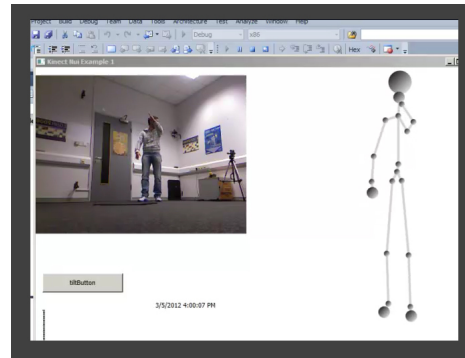 Project Build Debug Team Data Tools Architecture Test Analyze Window Help
Debug x86
Hex
Kinect Nui Example 1
tiltButton
3/5/2012 4:00:07 PM